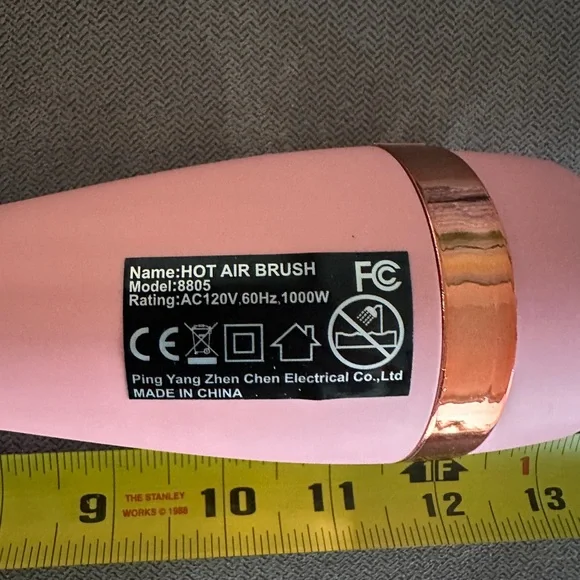 Name:HOT AIR BRUSH
Model:8805
Rating:AC120V,60Hz,1000W
FC
CE
Ping Yang Zhen Chen Electrical Co.,Ltd
MADE IN CHINA
1F 1
9 THE STANLEY 10 11 12 13
WORKS © 1988